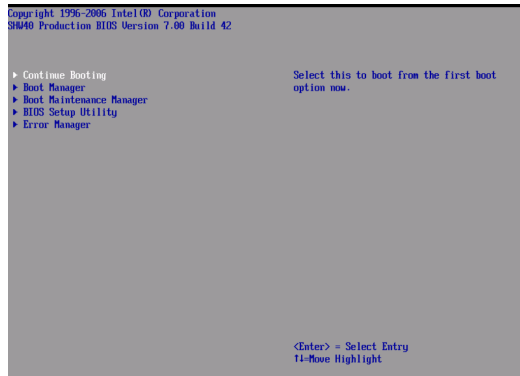 Copyright 1996-2006 Intel(R) Corporation
SHW40 Production BIOS Version 7.00 Build 42
▶ Continue Booting
▶ Boot Manager
▶ Boot Maintenance Manager
▶ BIOS Setup Utility
▶ Error Manager
Select this to boot from the first boot
option now.
<Enter> = Select Entry
↑↓=Move Highlight